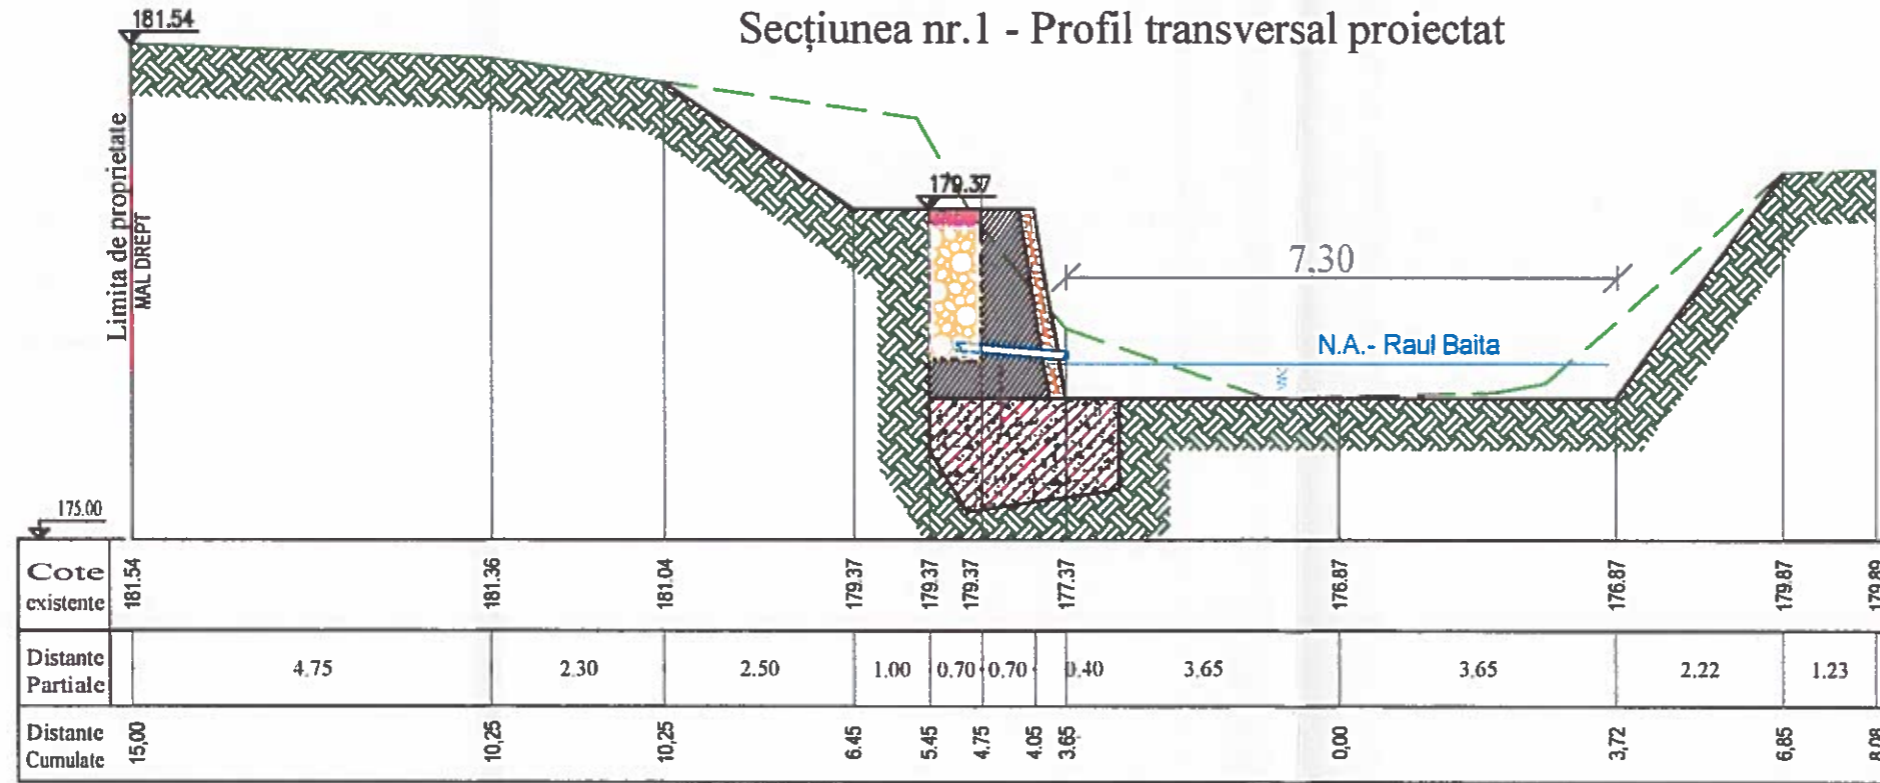 Secțiunea nr.1 - Profil transversal proiectat
181.54
Limita de proprietate
MAL DREPT
179.37
7.30
N.A.- Raul Baita
175.00
Cote existente
181.54 181.36 181.04 179.37 179.37 179.37 177.37 176.87 176.87 179.87 179.89
Distante Partiale
4.75 2.30 2.50 1.00 0.70 0.70 0.40 3.65 3.65 2.22 1.23
Distante Cumulate
15,00 10,25 10,25 6.45 5.45 4.75 4.05 3.65 0,00 3,72 6,85 8,08